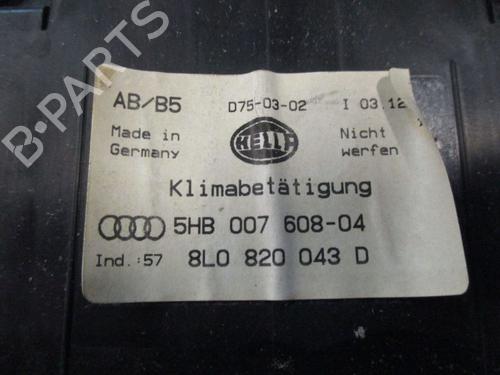 AB/B5 D75-03-02 I 03.12
Made in Germany
HELLA
Nicht werfen
Klimabetätigung
5HB 007 608-04
Ind.:57 8L0 820 043 D
B-PARTS